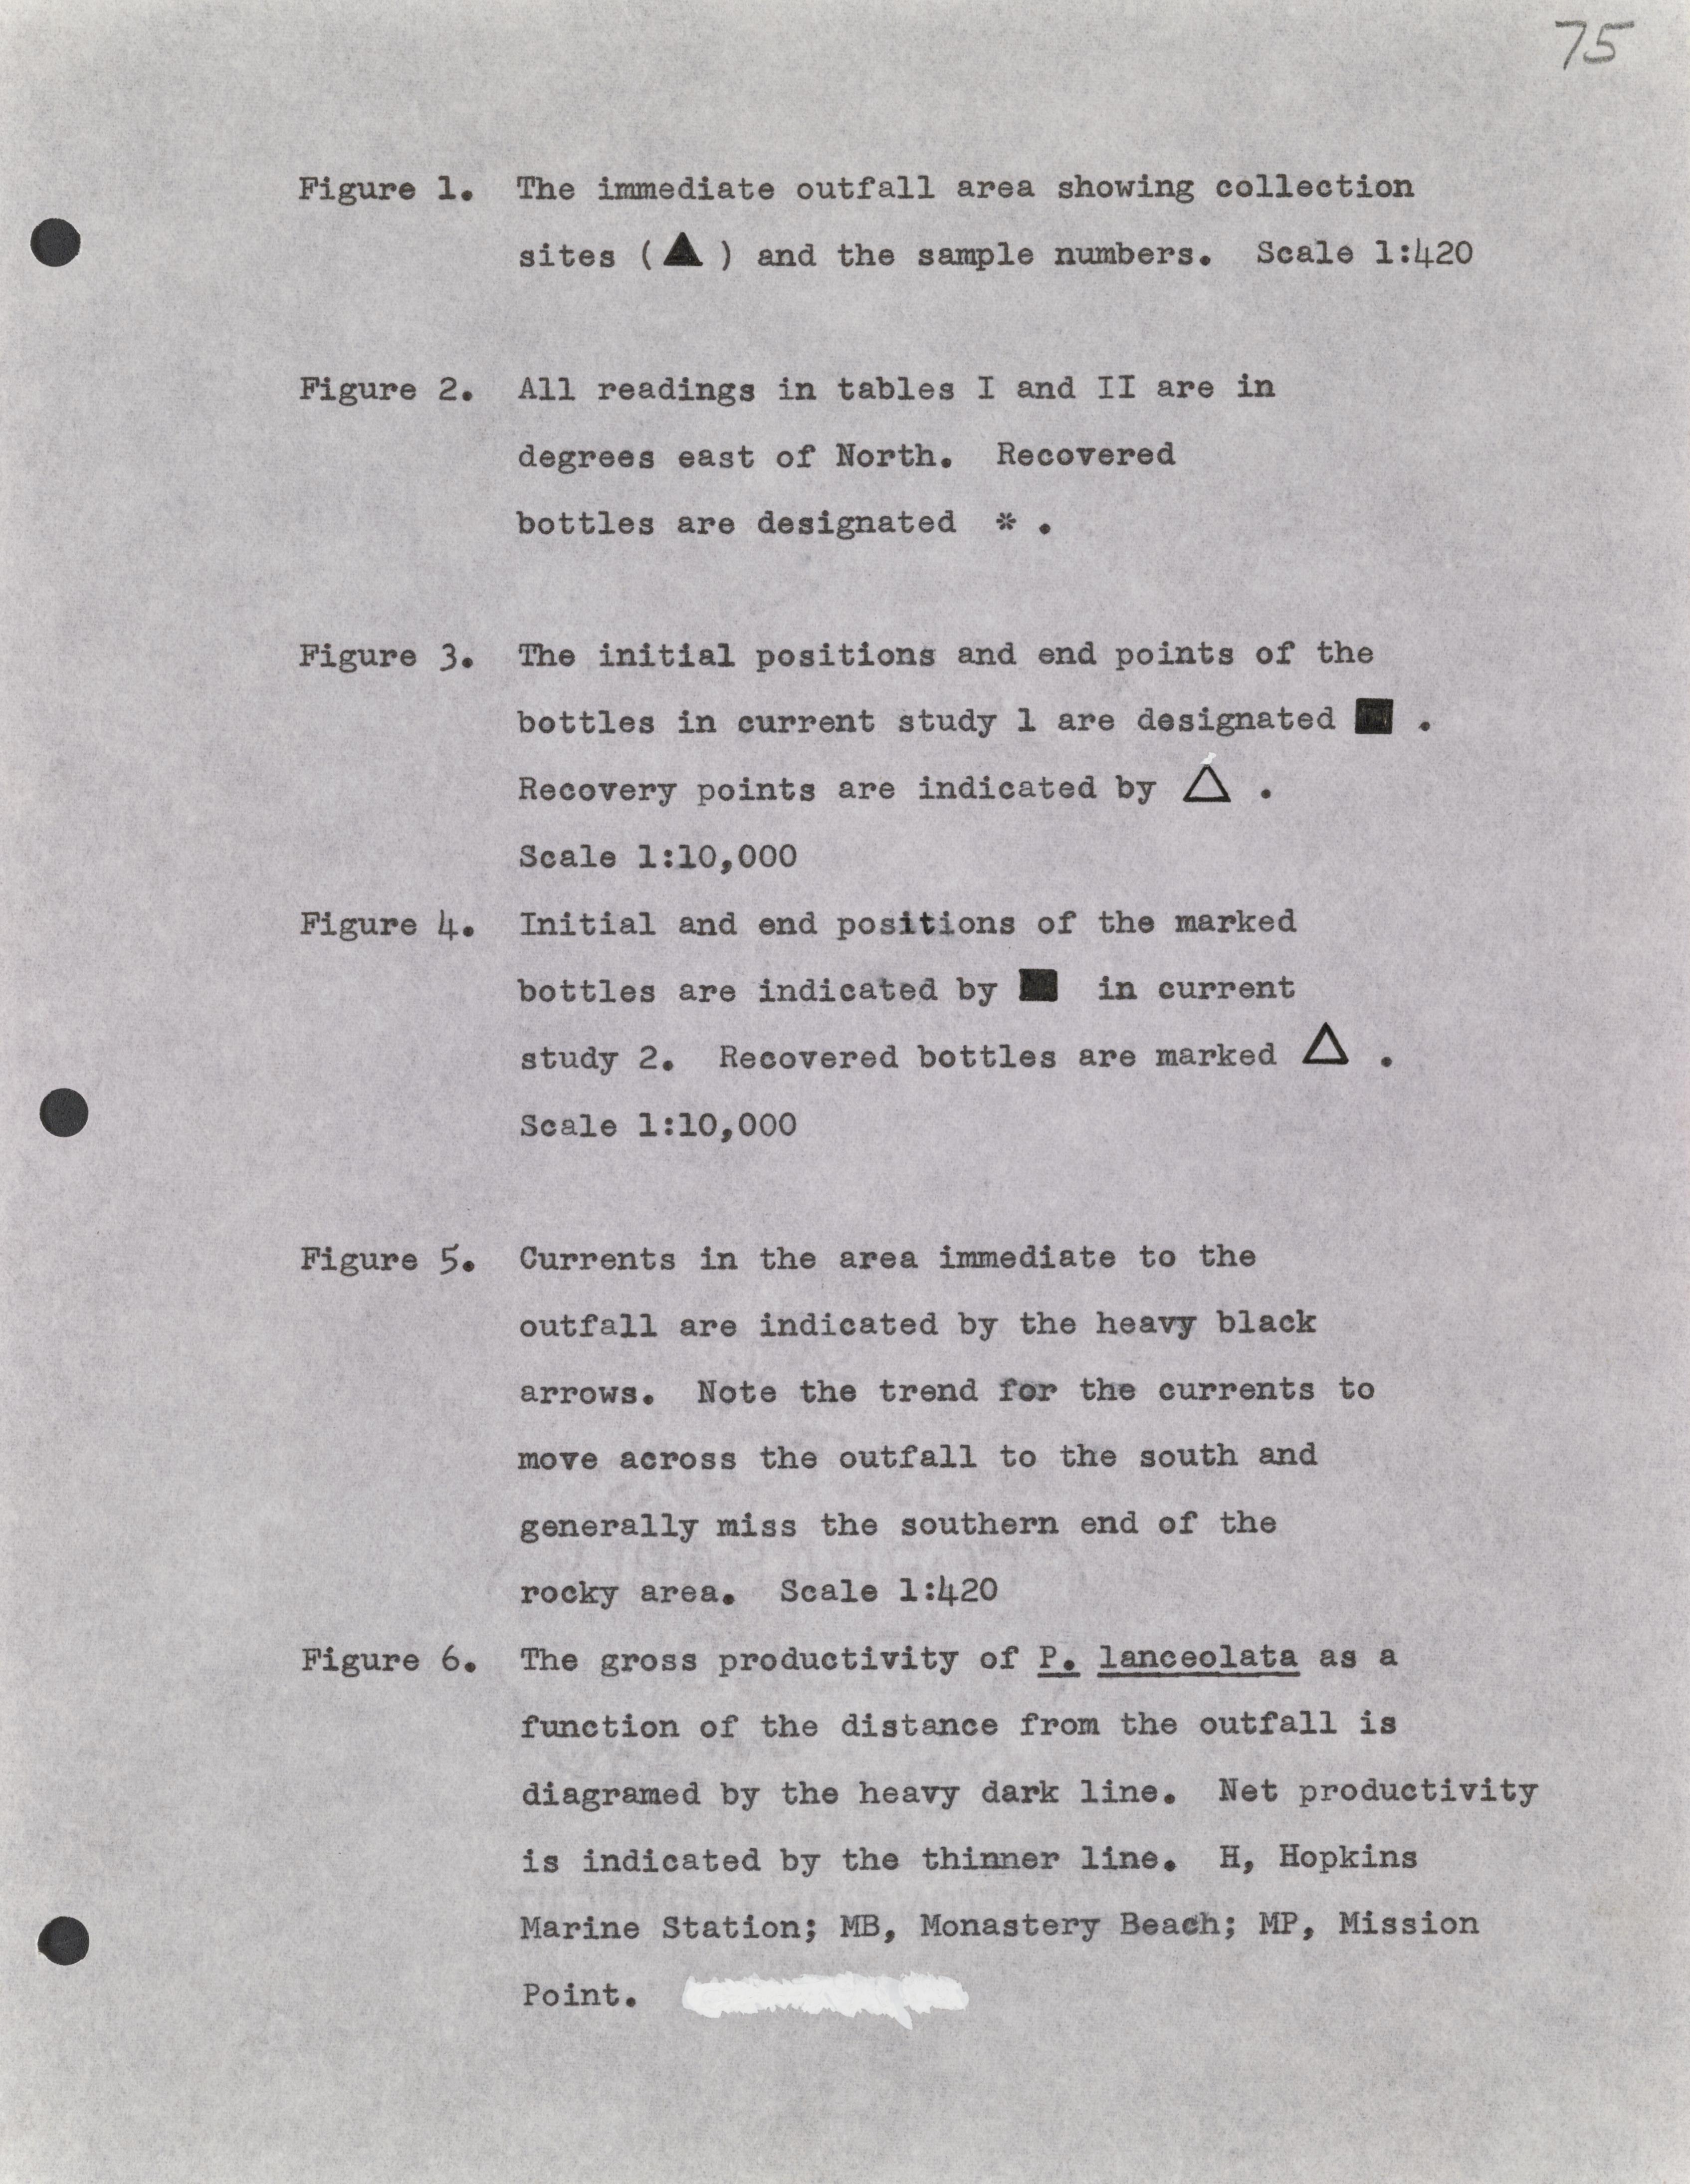 75
Figure 1. The immediate outfall area showing collection
sites (▲) and the sample numbers. Scale 1:420
Figure 2. All readings in tables I and II are in
degrees east of North. Recovered
bottles are designated * .
Figure 3. The initial positions and end points of the
bottles in current study 1 are designated ■ .
Recovery points are indicated by △ .
Scale 1:10,000
Figure 4. Initial and end positions of the marked
bottles are indicated by ■ in current
study 2. Recovered bottles are marked △ .
Scale 1:10,000
Figure 5. Currents in the area immediate to the
outfall are indicated by the heavy black
arrows. Note the trend for the currents to
move across the outfall to the south and
generally miss the southern end of the
rocky area. Scale 1:420
Figure 6. The gross productivity of P. lanceolata as a
function of the distance from the outfall is
diagramed by the heavy dark line. Net productivity
is indicated by the thinner line. H, Hopkins
Marine Station; MB, Monastery Beach; MP, Mission
Point.